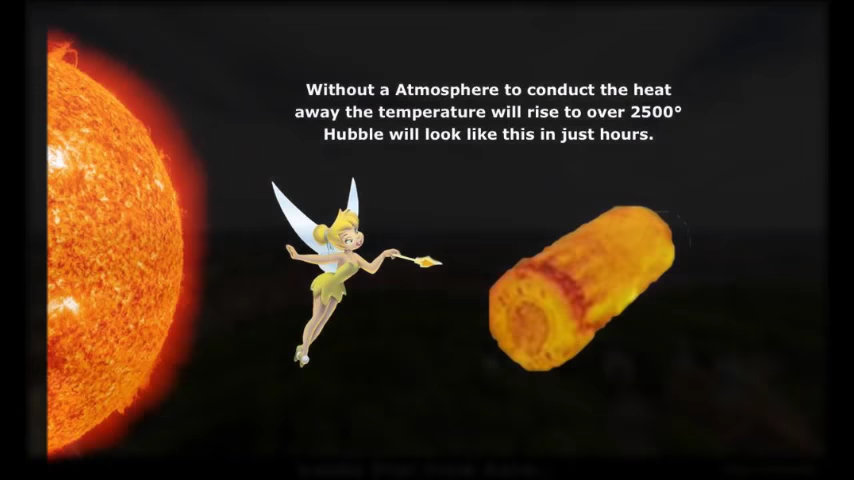 Without a Atmosphere to conduct the heat
away the temperature will rise to over 2500°
Hubble will look like this in just hours.